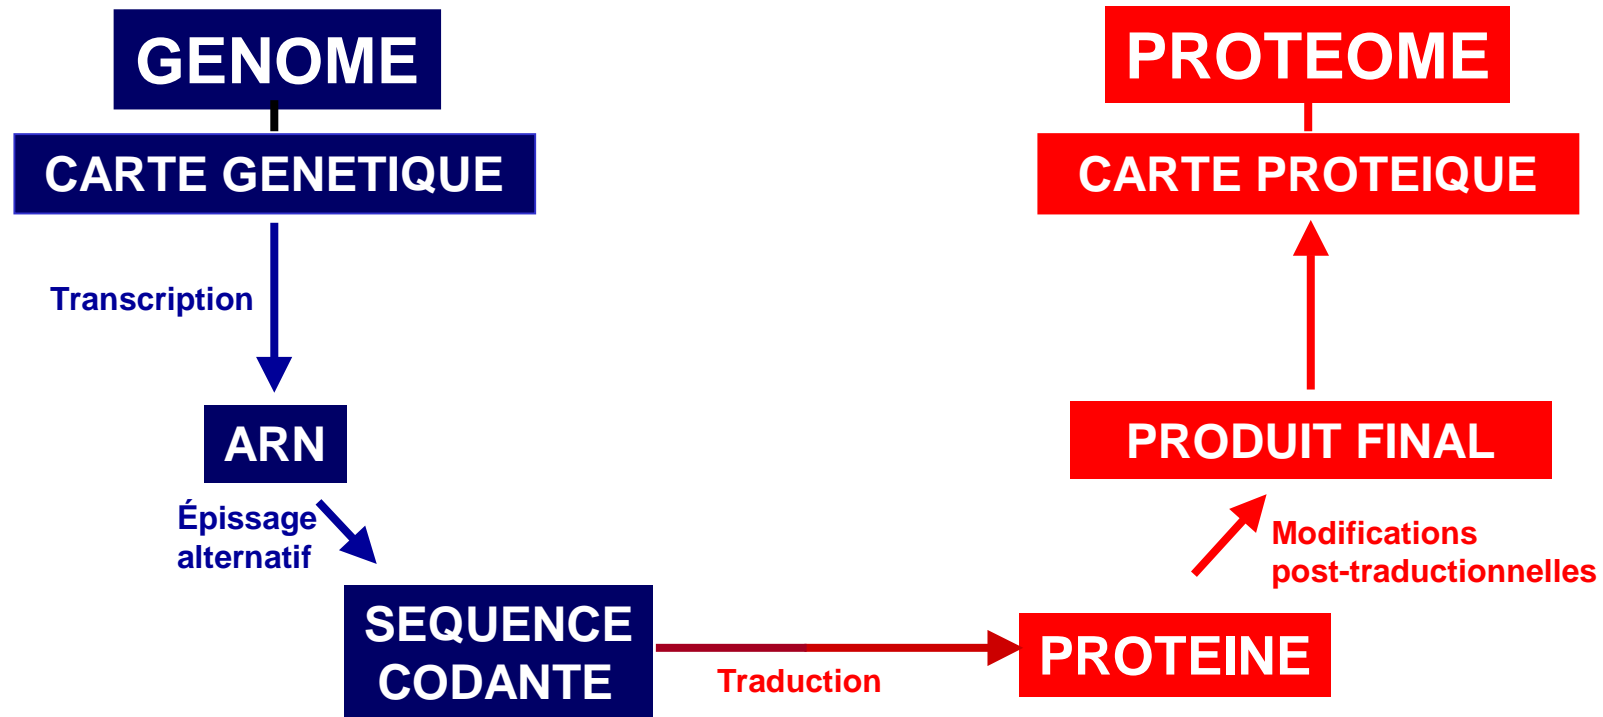 GENOME
CARTE GENETIQUE
Transcription
ARN
Épissage
alternatif
SEQUENCE
CODANTE
Traduction
PROTEINE
Modifications
post-traductionnelles
PRODUIT FINAL
CARTE PROTEIQUE
PROTEOME